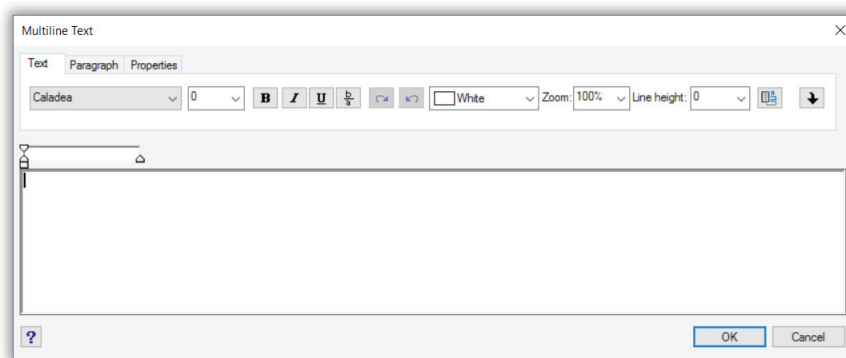 Multiline Text
Text Paragraph Properties
Caladea 0 B I U b/a White Zoom: 100% Line height: 0
?
OK Cancel